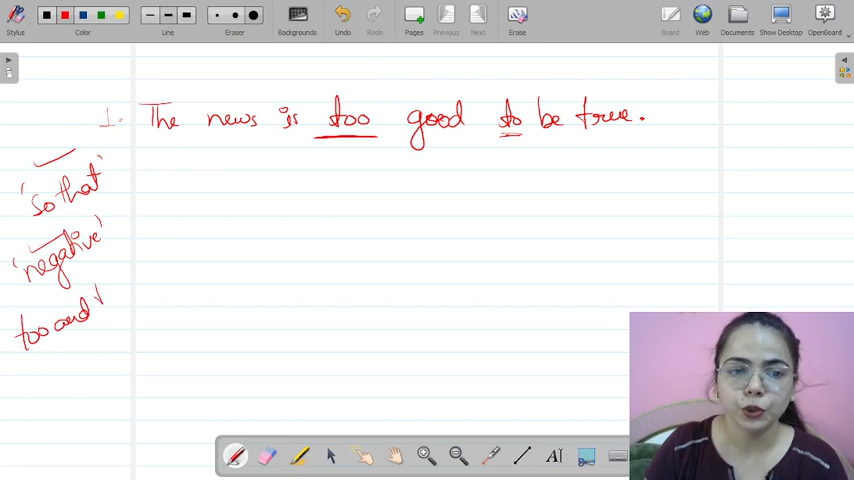 Stylus
Color
Line
Eraser
Backgrounds
Undo
Redo
Pages
Previous
Next
Erase
Board
Web
Documents
Show Desktop
OpenBoard
1. The news is too good to be true.
'so that'
'negative'
too and